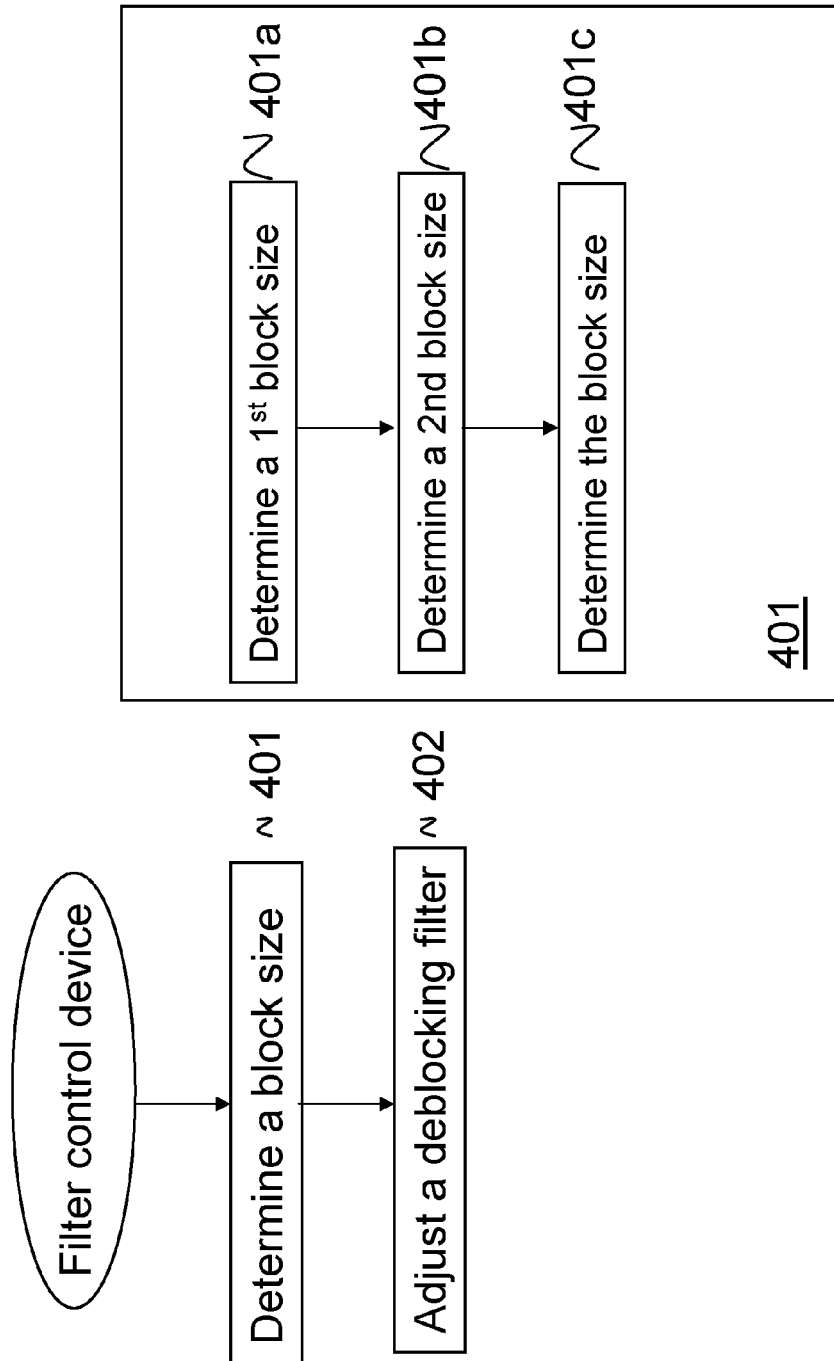 Filter control device
Determine a block size
401
Adjust a deblocking filter
402
Determine a 1st block size
401a
Determine a 2nd block size
401b
Determine the block size
401c
401